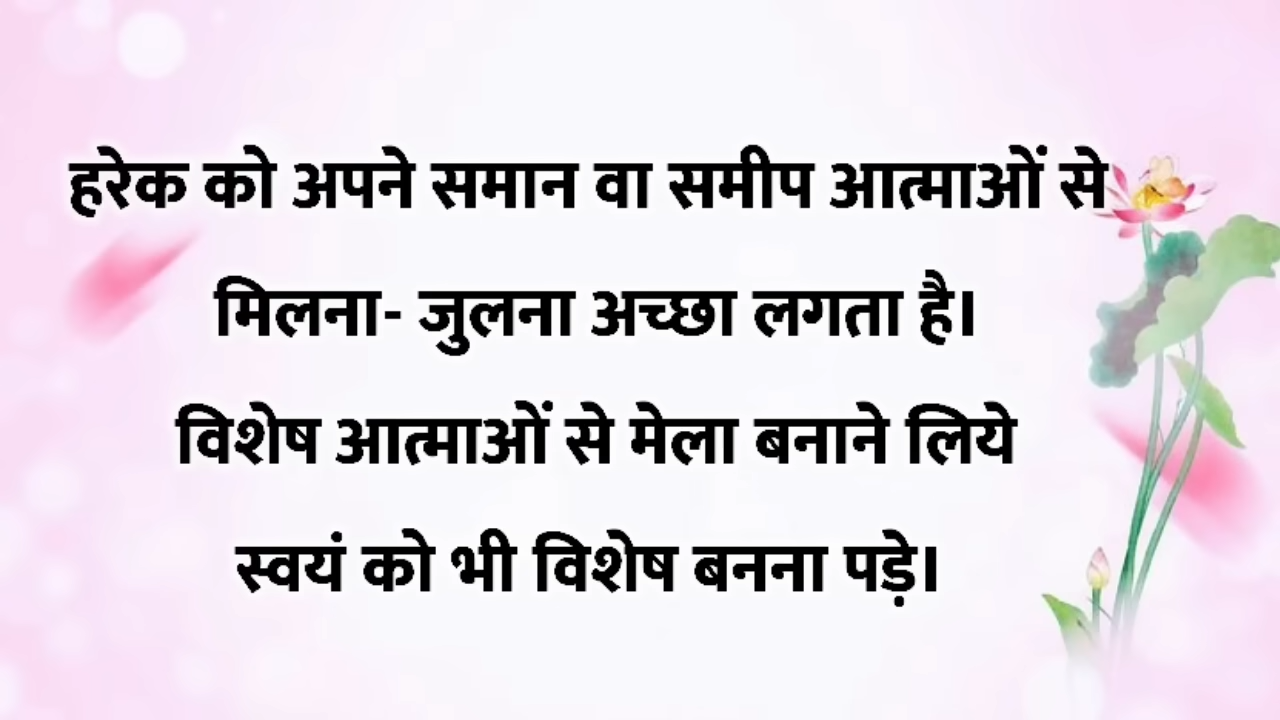 हरेक को अपने समान वा समीप आत्माओं से
मिलना- जुलना अच्छा लगता है।
विशेष आत्माओं से मेला बनाने लिये
स्वयं को भी विशेष बनना पड़े।